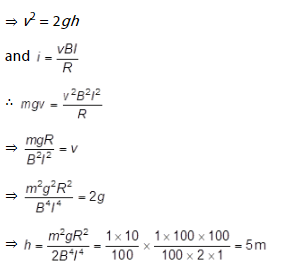 ⇒ v² = 2gh
and i = vBl/R
∴ mgv = v²B²l²/R
⇒ mgR/B²l² = v
⇒ m²g²R²/B⁴l⁴ = 2g
⇒ h = m²gR²/2B⁴l⁴ = 1 × 10/100 × 1 × 100 × 100/100 × 2 × 1 = 5m